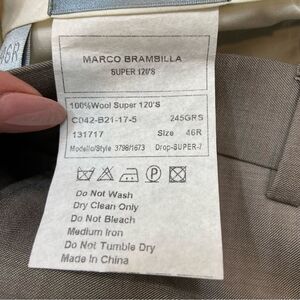 46R
MARCO BRAMBILLA
SUPER 120'S
100%Wool Super 120'S
C042-B21-17-5 245GRS
131717 Size 46R
Modello/Style 3798/1673 Drop-SUPER-7
Do Not Wash
Dry Clean Only
Do Not Bleach
Medium Iron
Do Not Tumble Dry
Made In China